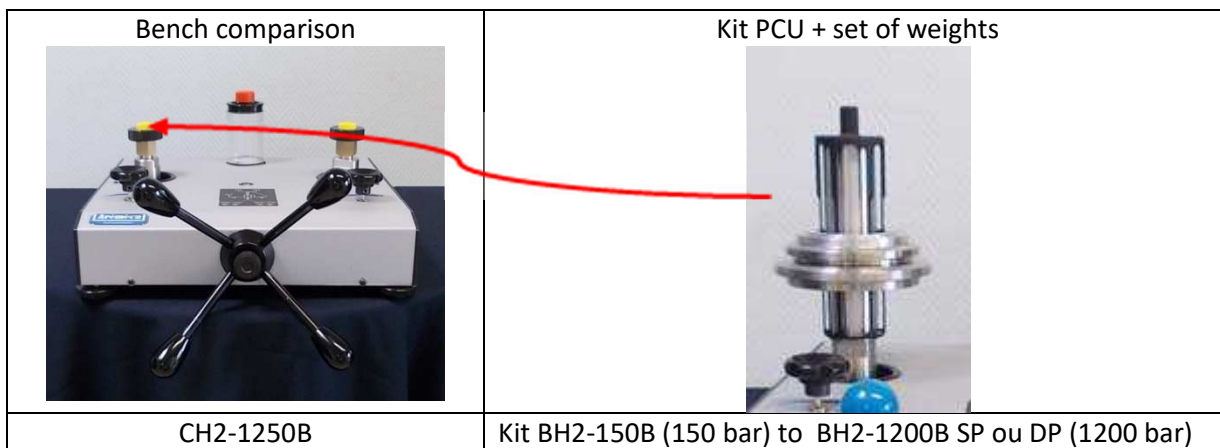 Bench comparison
Kit PCU + set of weights
CH2-1250B
Kit BH2-150B (150 bar) to BH2-1200B SP ou DP (1200 bar)